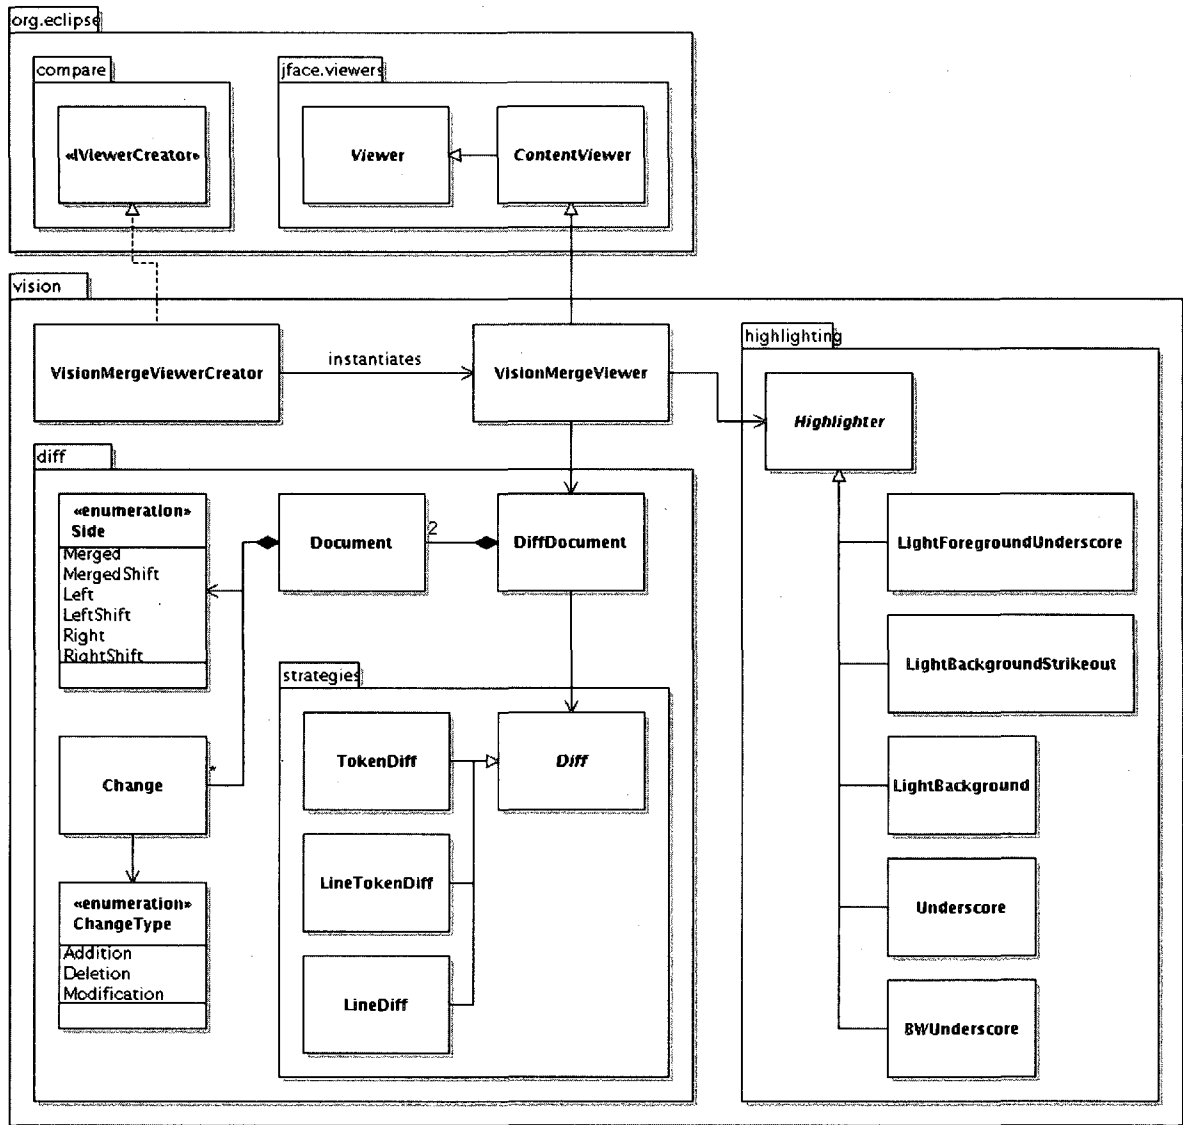 org.eclipse
compare
jface.viewers
«IViewerCreator»
Viewer
ContentViewer
vision
VisionMergeViewerCreator
instantiates
VisionMergeViewer
highlighting
Highlighter
diff
«enumeration»
Side
Merged
MergedShift
Left
LeftShift
Right
RightShift
Document
2
DiffDocument
LightForegroundUnderscore
LightBackgroundStrikeout
strategies
Change
*
TokenDiff
Diff
LightBackground
LineTokenDiff
Underscore
«enumeration»
ChangeType
Addition
Deletion
Modification
LineDiff
BWUnderscore